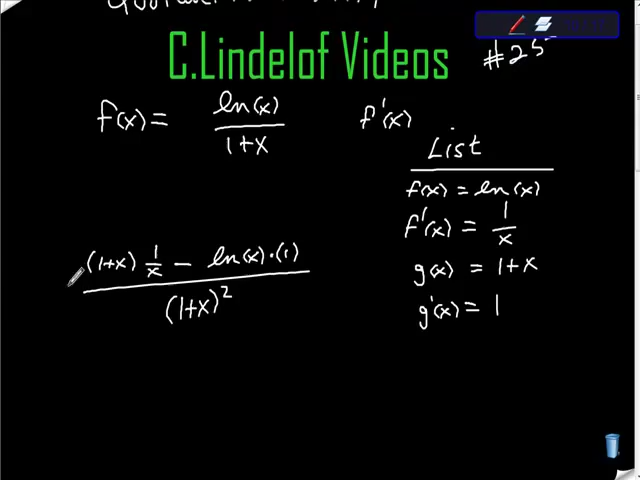 C.Lindelof Videos
#25
f(x) = ln(x) / 1+x
f'(x)
List
f(x) = ln(x)
f'(x) = 1/x
g(x) = 1+x
g'(x) = 1
(1+x) 1/x − ln(x)·(1) / (1+x)²